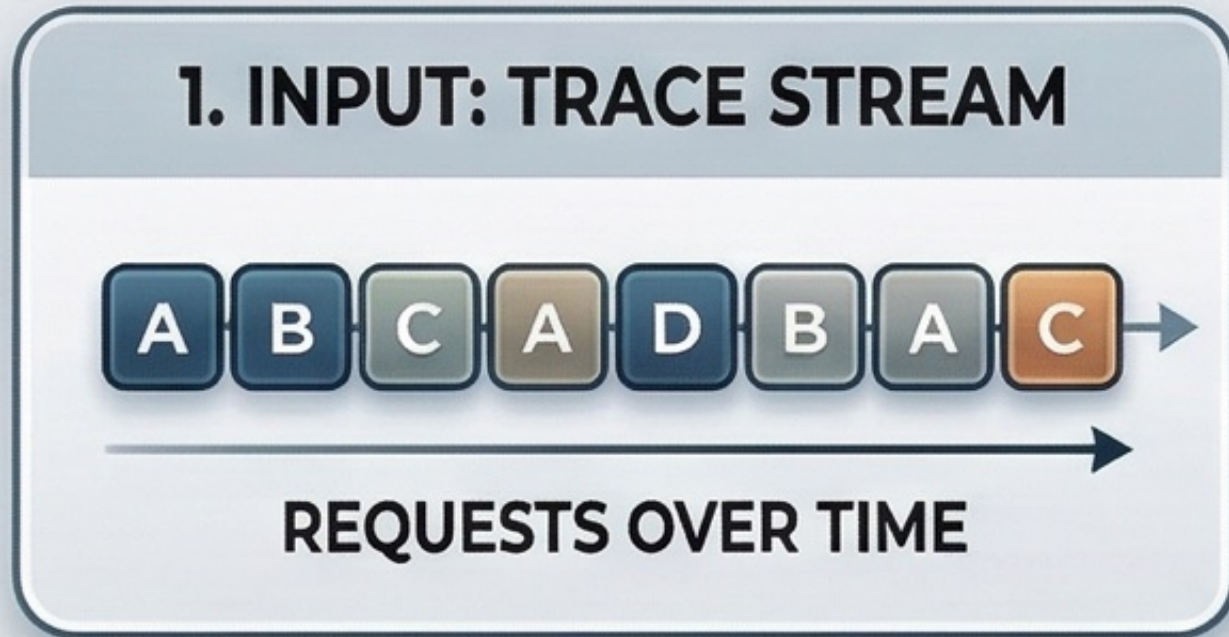 1. INPUT: TRACE STREAM
A B C A D B A C
REQUESTS OVER TIME